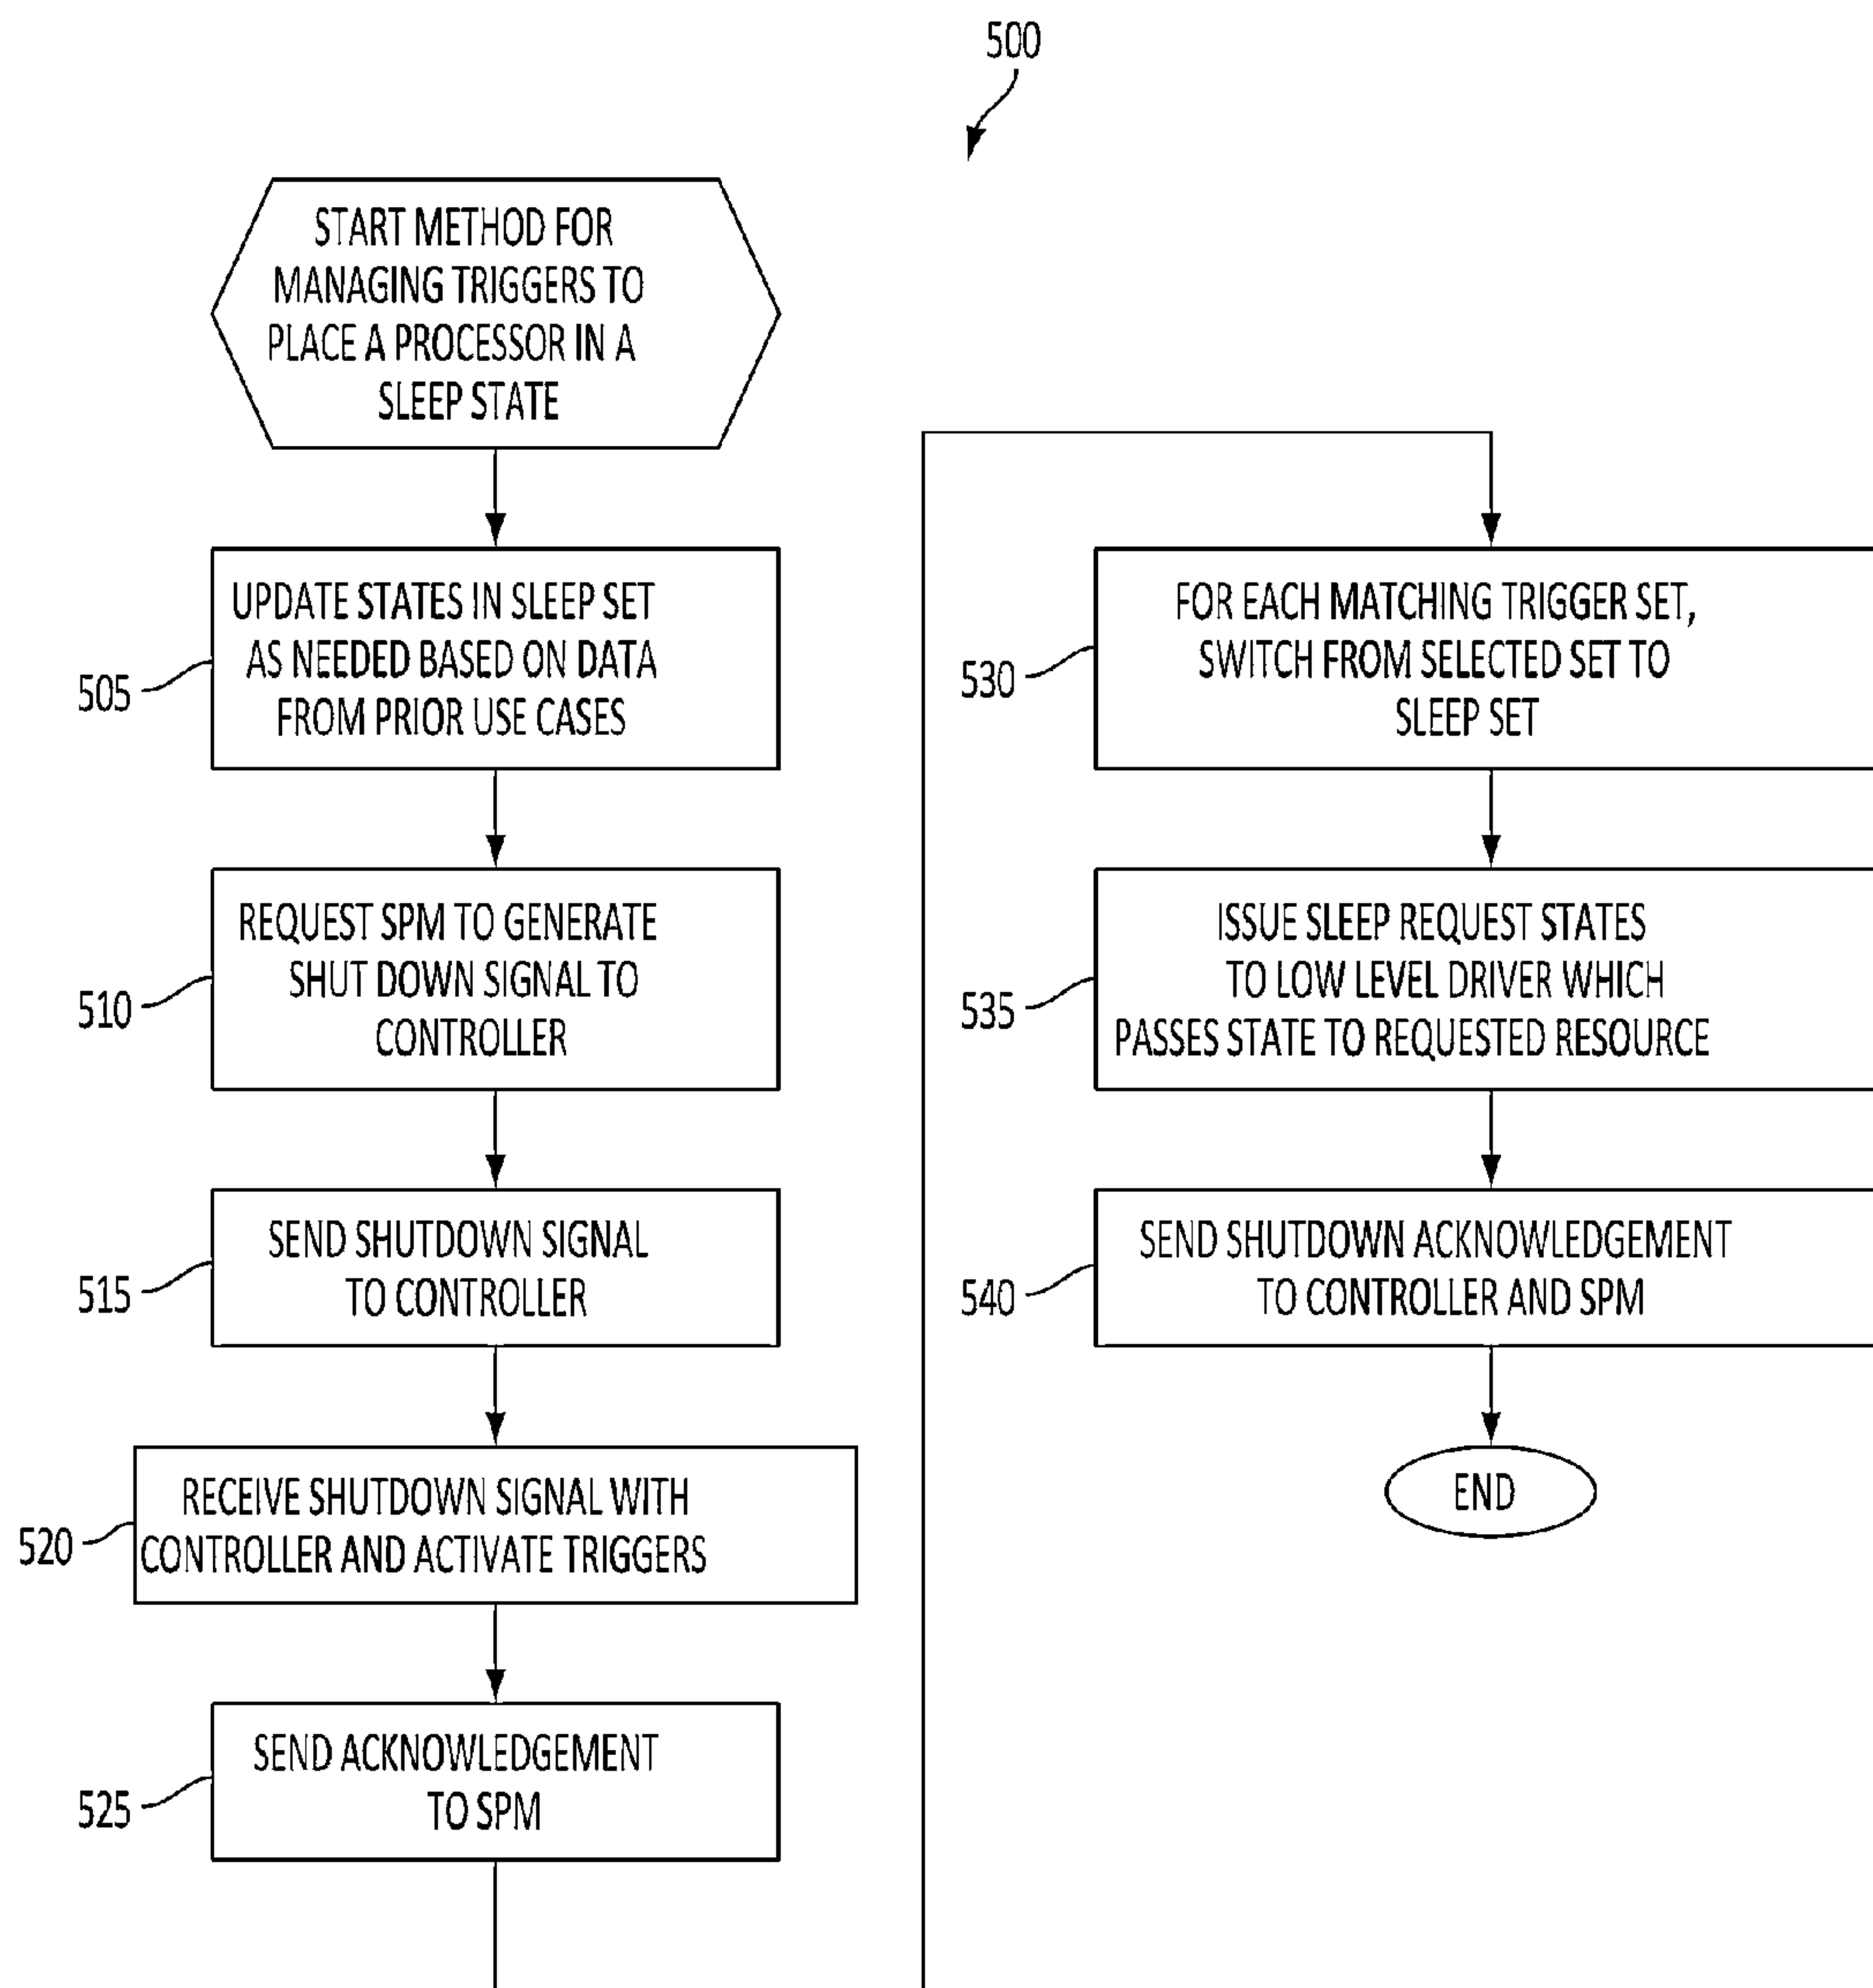 500
START METHOD FOR
MANAGING TRIGGERS TO
PLACE A PROCESSOR IN A
SLEEP STATE
505
UPDATE STATES IN SLEEP SET
AS NEEDED BASED ON DATA
FROM PRIOR USE CASES
510
REQUEST SPM TO GENERATE
SHUT DOWN SIGNAL TO
CONTROLLER
515
SEND SHUTDOWN SIGNAL
TO CONTROLLER
520
RECEIVE SHUTDOWN SIGNAL WITH
CONTROLLER AND ACTIVATE TRIGGERS
525
SEND ACKNOWLEDGEMENT
TO SPM
530
FOR EACH MATCHING TRIGGER SET,
SWITCH FROM SELECTED SET TO
SLEEP SET
535
ISSUE SLEEP REQUEST STATES
TO LOW LEVEL DRIVER WHICH
PASSES STATE TO REQUESTED RESOURCE
540
SEND SHUTDOWN ACKNOWLEDGEMENT
TO CONTROLLER AND SPM
END